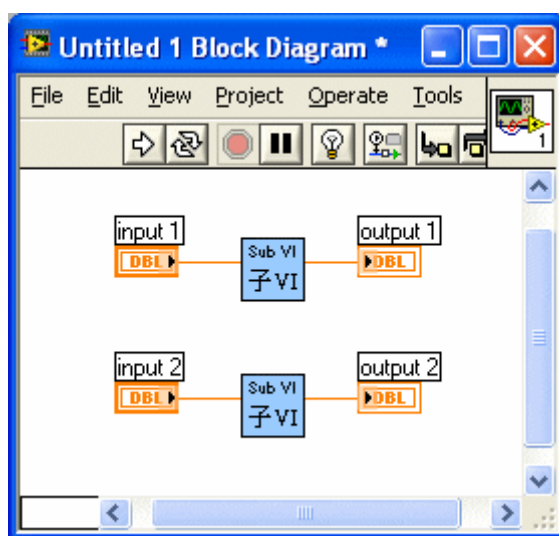 Untitled 1 Block Diagram *
File Edit View Project Operate Tools
1
input 1
DBL
Sub VI
子VI
output 1
DBL
input 2
DBL
Sub VI
子VI
output 2
DBL